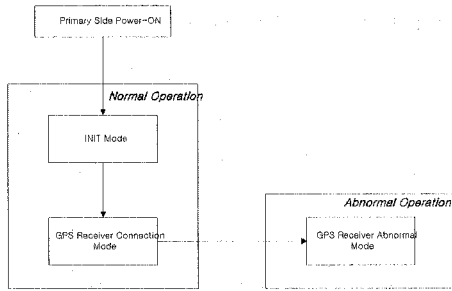 Primary Side Power-ON
Normal Operation
INIT Mode
GPS Receiver Connection
Mode
Abnormal Operation
GPS Receiver Abnormal
Mode